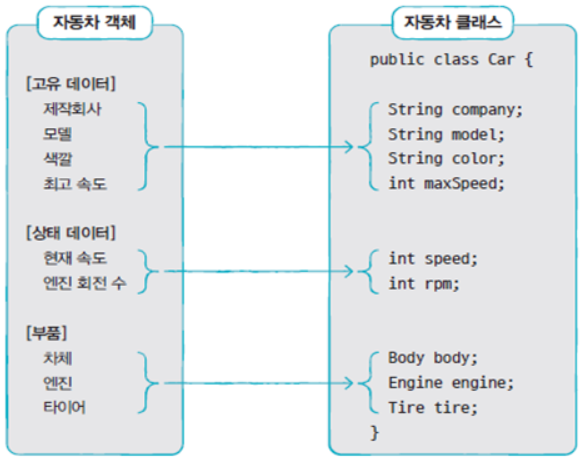 자동차 객체
[고유 데이터]
제작회사
모델
색깔
최고 속도
[상태 데이터]
현재 속도
엔진 회전 수
[부품]
차체
엔진
타이어
자동차 클래스
public class Car {
String company;
String model;
String color;
int maxSpeed;
int speed;
int rpm;
Body body;
Engine engine;
Tire tire;
}